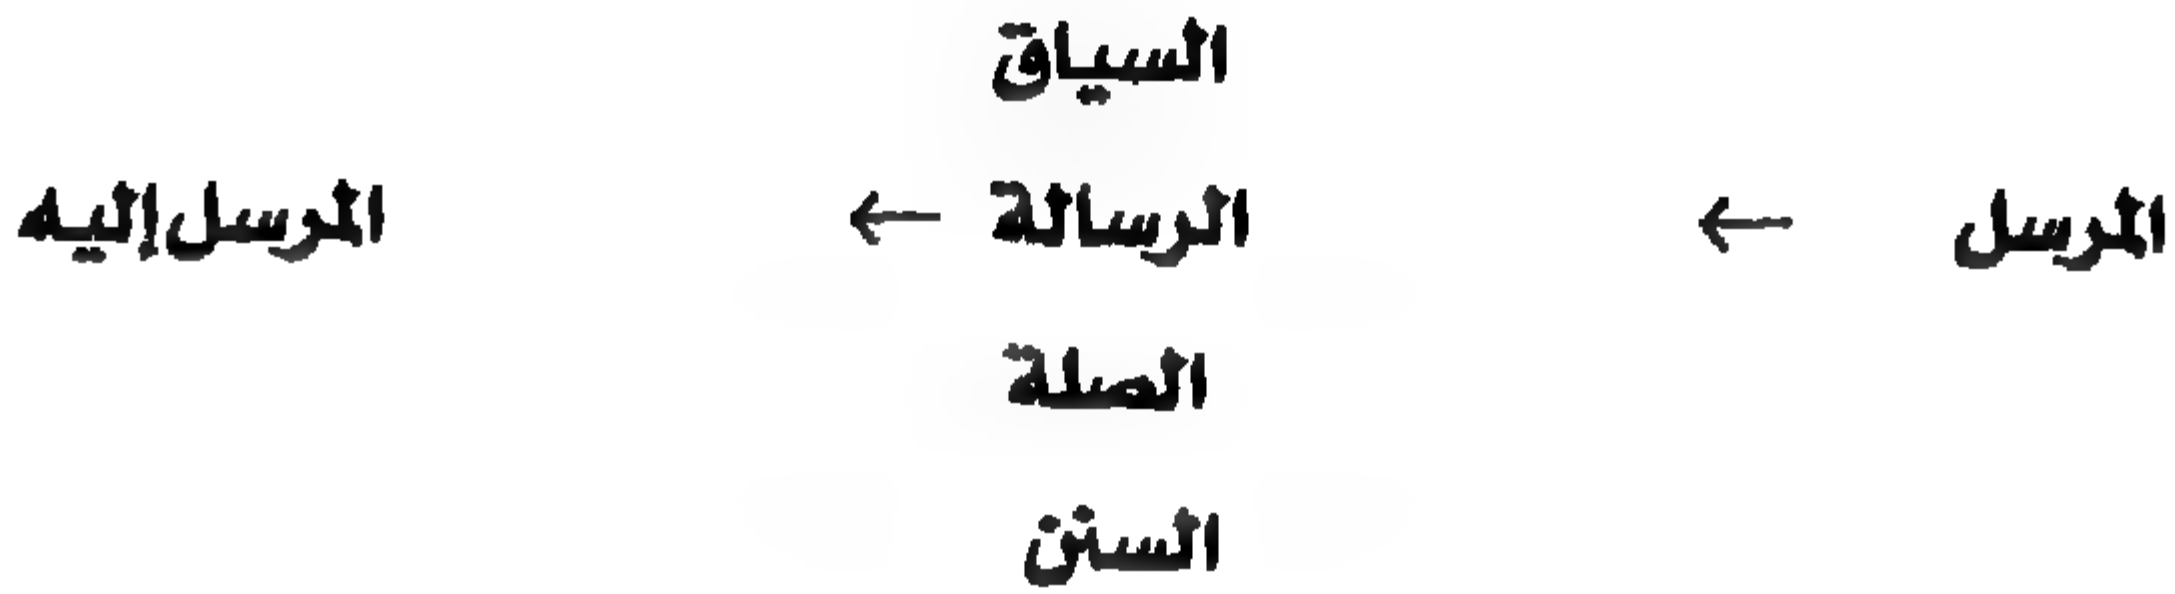 السياق
المرسل ← الرسالة ← المرسل إليه
الصلة
السنن